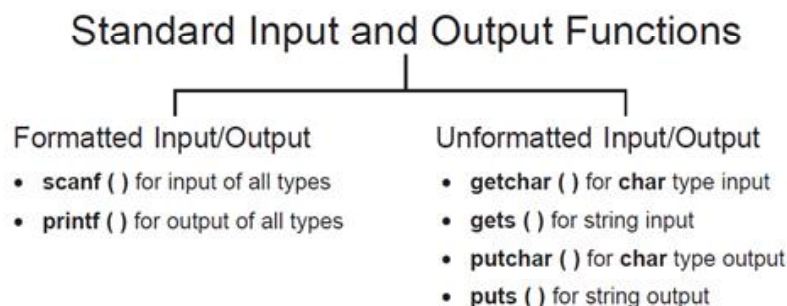 Standard Input and Output Functions
Formatted Input/Output
• scanf ( ) for input of all types
• printf ( ) for output of all types
Unformatted Input/Output
• getchar ( ) for char type input
• gets ( ) for string input
• putchar ( ) for char type output
• puts ( ) for string output